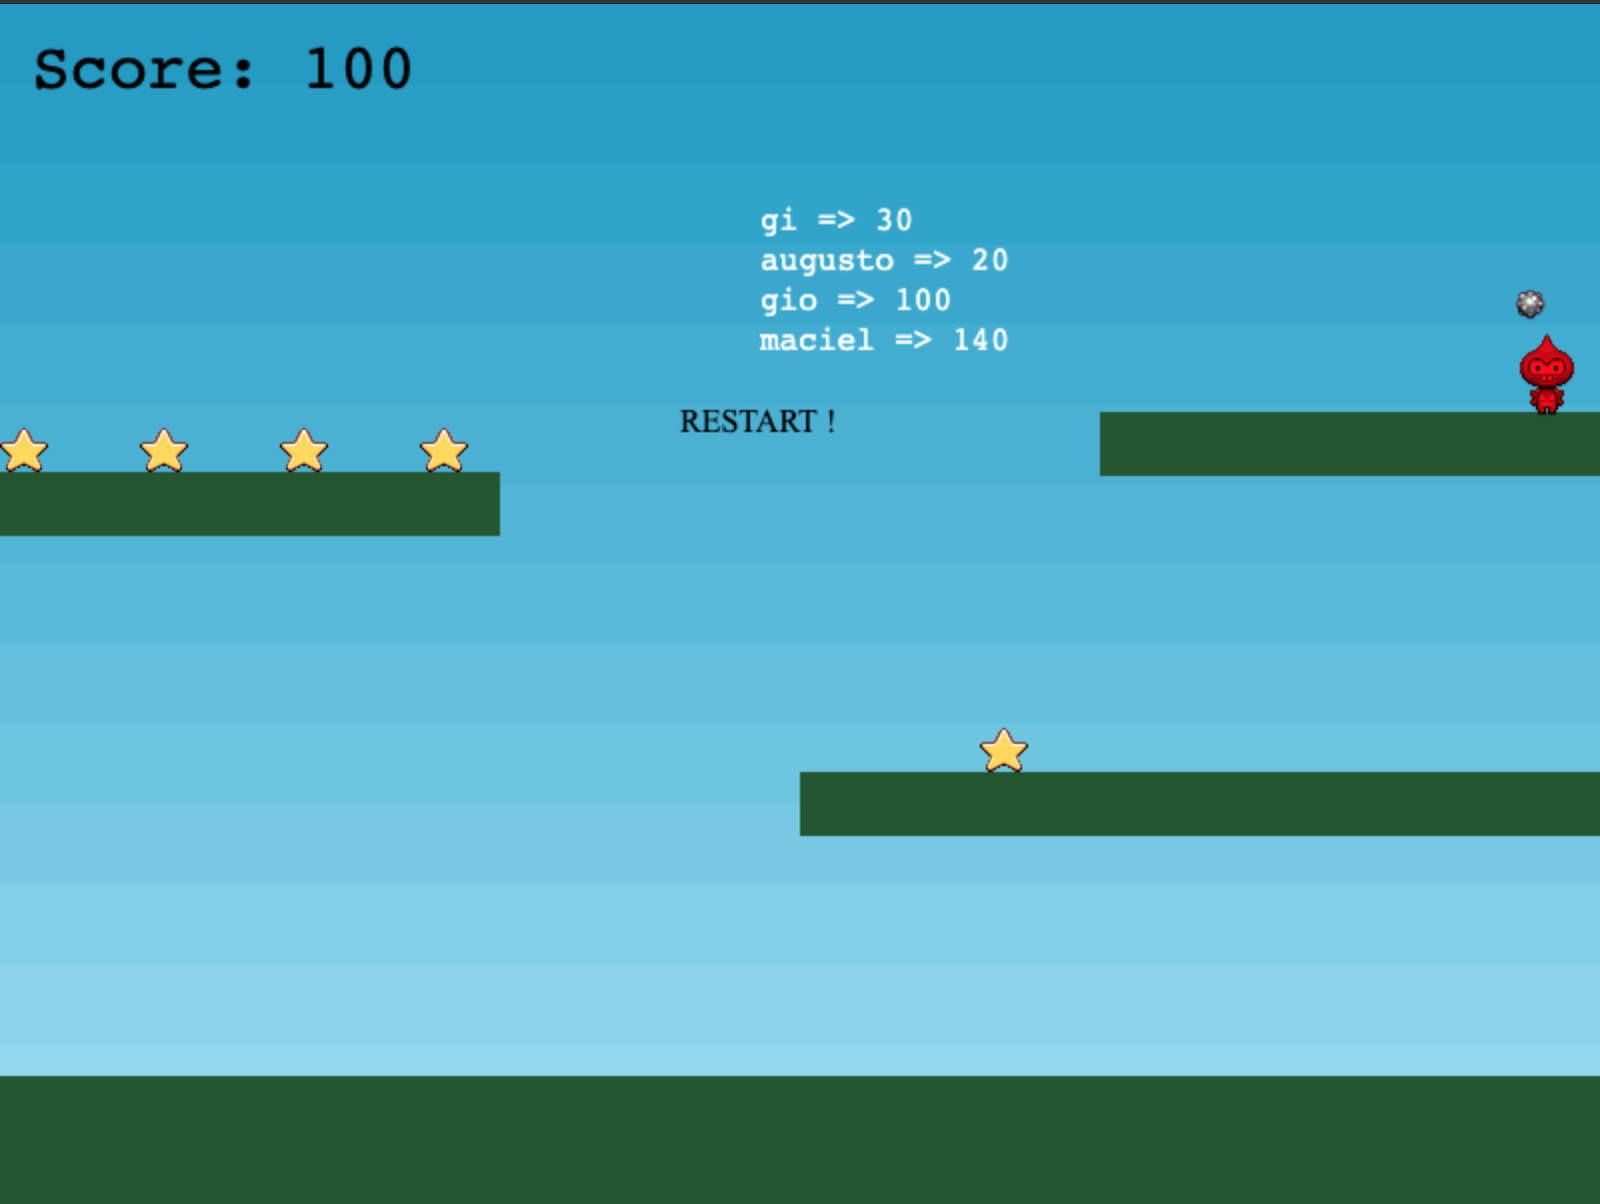 Score: 100
gi => 30
augusto => 20
gio => 100
maciel => 140
RESTART !